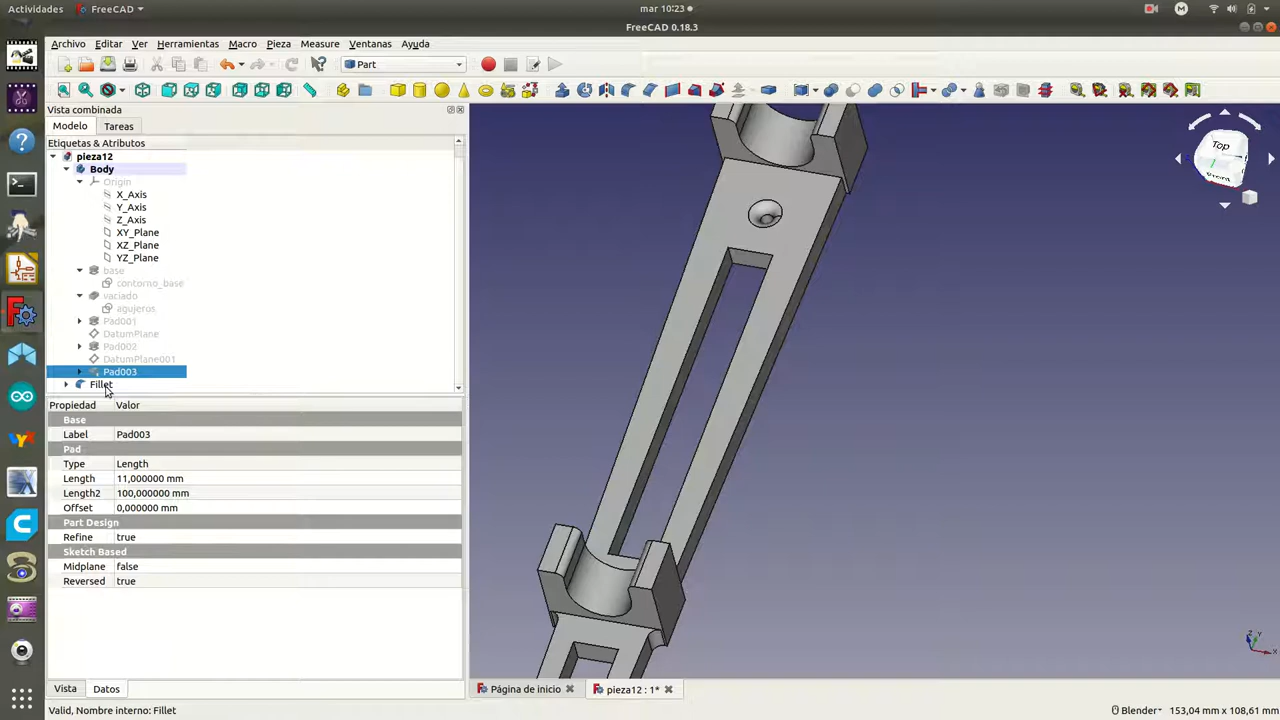 Actividades FreeCAD mar 10:23
FreeCAD 0.18.3
Archivo Editar Ver Herramientas Macro Pieza Measure Ventanas Ayuda
Part
Vista combinada
Modelo Tareas
Etiquetas & Atributos
pieza12
Body
Origin
X_Axis
Y_Axis
Z_Axis
XY_Plane
XZ_Plane
YZ_Plane
base
contorno_base
vaciado
agujeros
Pad001
DatumPlane
Pad002
DatumPlane001
Pad003
Fillet
Propiedad Valor
Base
Label Pad003
Pad
Type Length
Length 11,000000 mm
Length2 100,000000 mm
Offset 0,000000 mm
Part Design
Refine true
Sketch Based
Midplane false
Reversed true
Top
Front
Vista Datos
Página de inicio pieza12 : 1*
Valid, Nombre interno: Fillet
Blender 153,04 mm x 108,61 mm